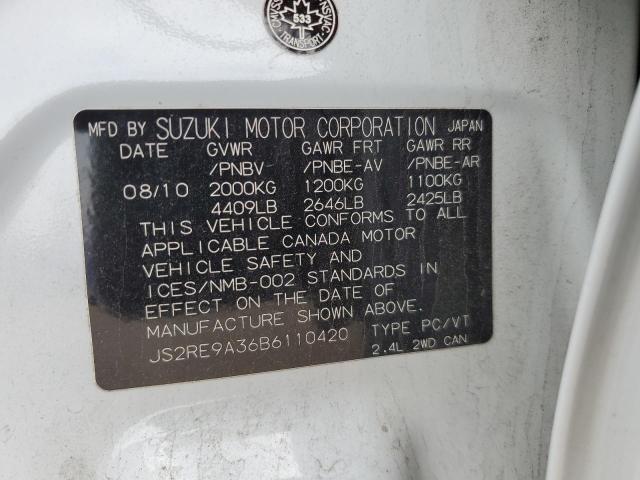 533
TRANSPORT
MFD BY SUZUKI MOTOR CORPORATION JAPAN
DATE GVWR GAWR FRT GAWR RR
/PNBV /PNBE-AV /PNBE-AR
08/10 2000KG 1200KG 1100KG
4409LB 2646LB 2425LB
THIS VEHICLE CONFORMS TO ALL
APPLICABLE CANADA MOTOR
VEHICLE SAFETY AND
ICES/NMB-002 STANDARDS IN
EFFECT ON THE DATE OF
MANUFACTURE SHOWN ABOVE.
JS2RE9A36B6110420 TYPE PC/VT
2.4L 2WD CAN